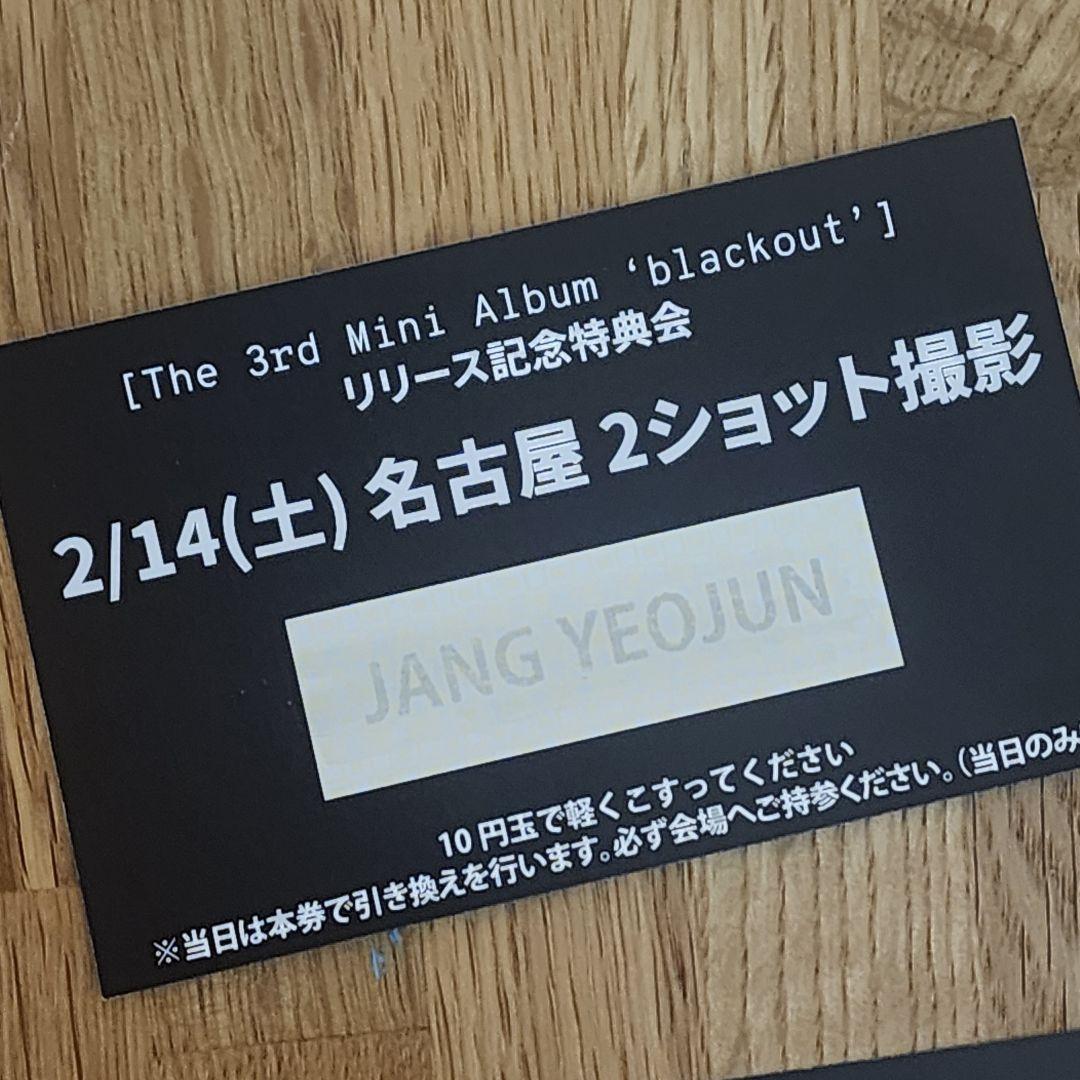 [The 3rd Mini Album ‘blackout’]
リリース記念特典会
2/14(土) 名古屋 2ショット撮影
JANG YEOJUN
10円玉で軽くこすってください
※当日は本券で引き換えを行います。必ず会場へご持参ください。(当日のみ